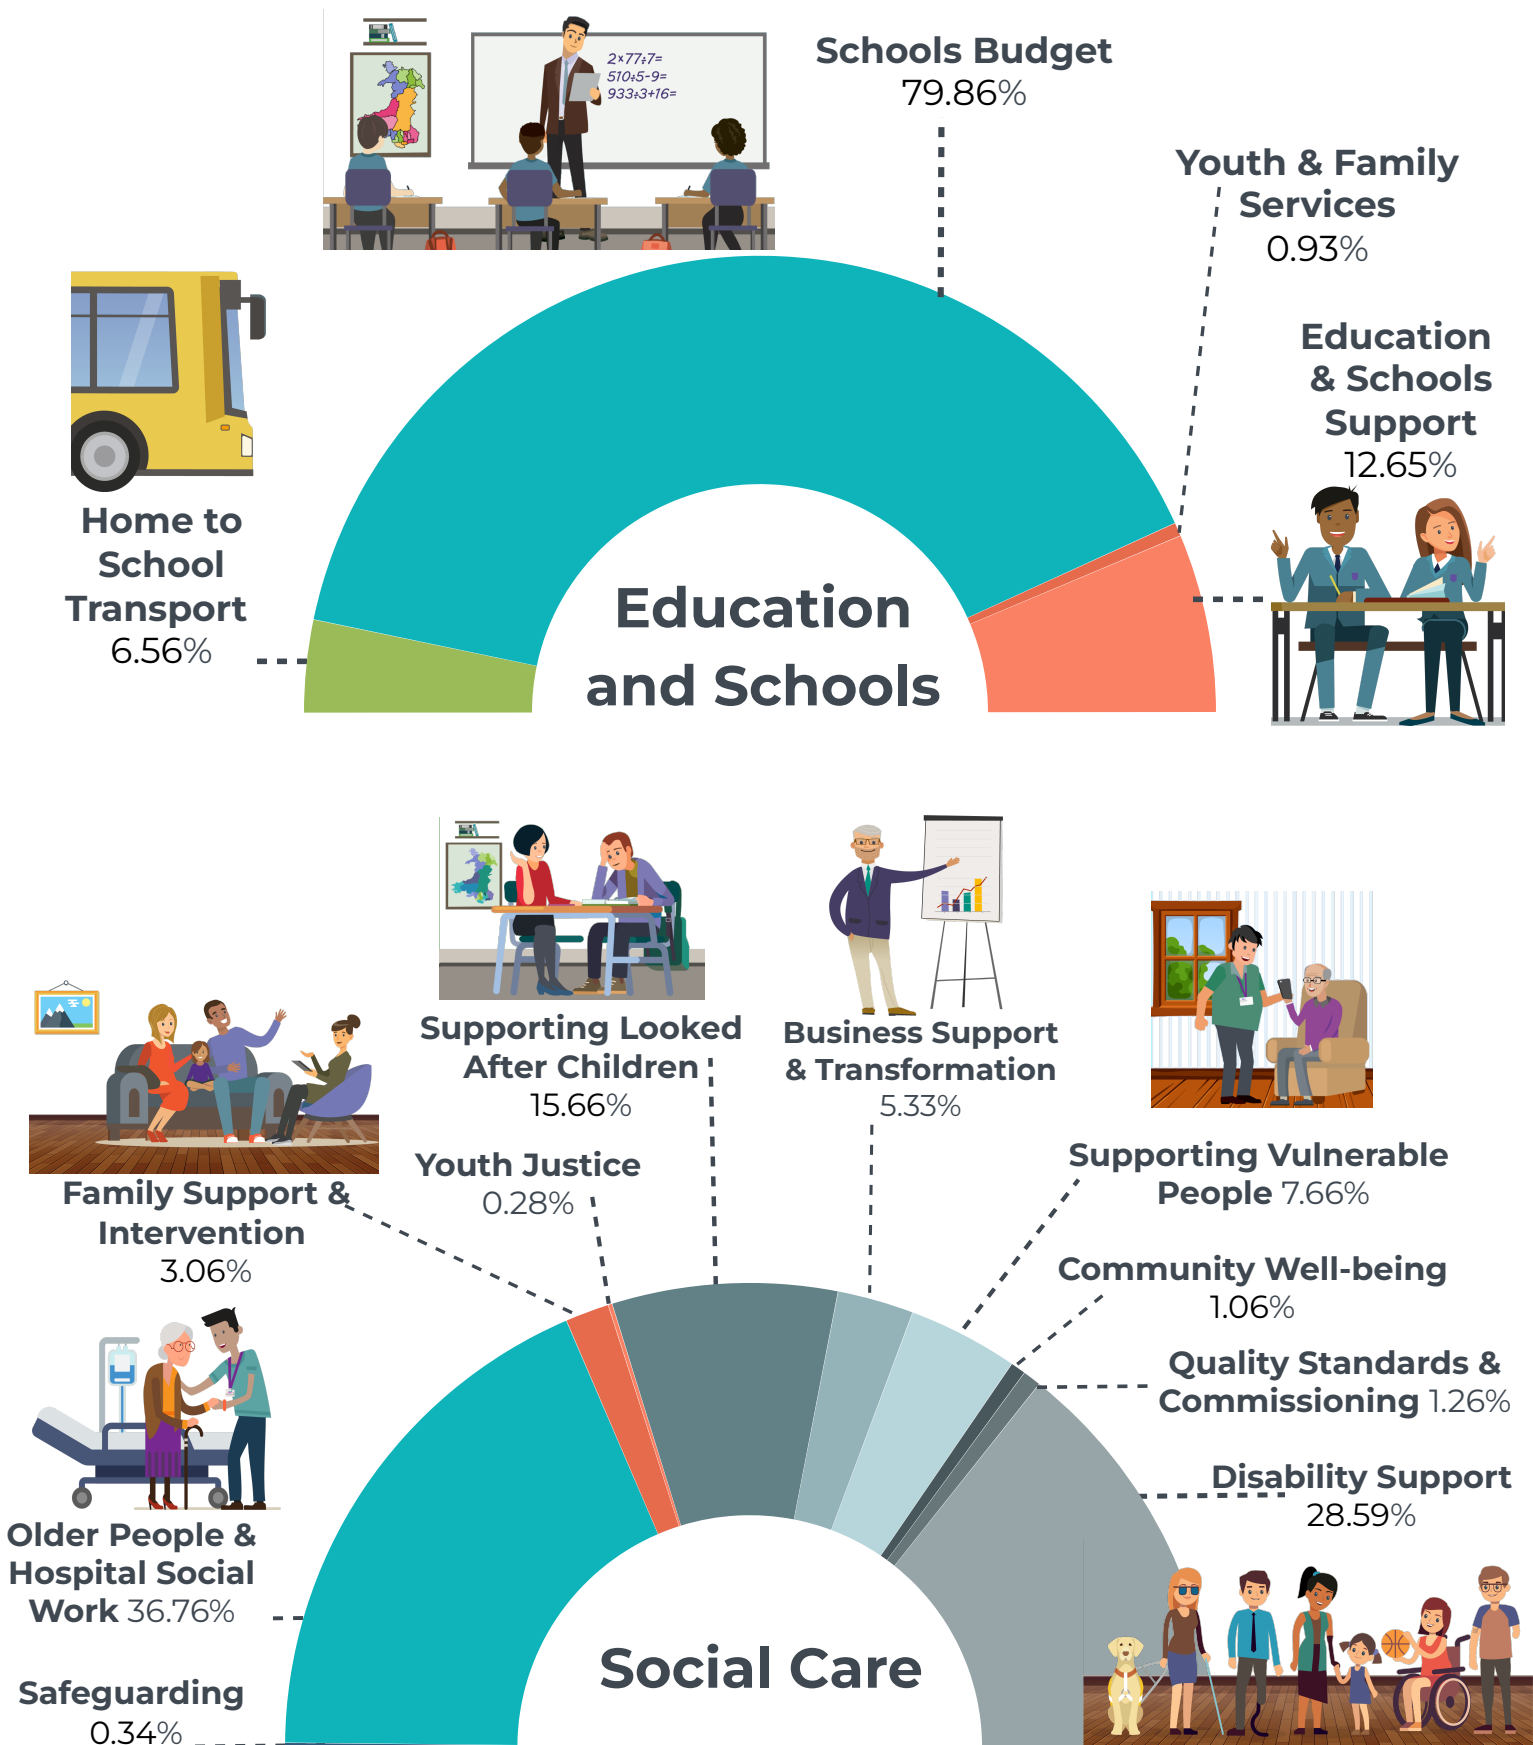 2×77÷7=
510÷5-9=
933÷3+16=
Schools Budget
79.86%
Youth & Family
Services
0.93%
Education
& Schools
Support
12.65%
Home to
School
Transport
6.56%
Education
and Schools
Supporting Looked
After Children
15.66%
Business Support
& Transformation
5.33%
Youth Justice
0.28%
Supporting Vulnerable
People 7.66%
Family Support &
Intervention
3.06%
Community Well-being
1.06%
Quality Standards &
Commissioning 1.26%
Disability Support
28.59%
Older People &
Hospital Social
Work 36.76%
Social Care
Safeguarding
0.34%